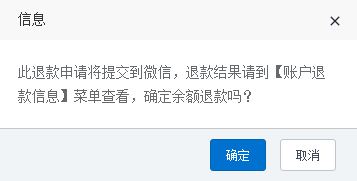 信息
此退款申请将提交到微信，退款结果请到【账户退
款信息】菜单查看，确定余额退款吗？
确定
取消